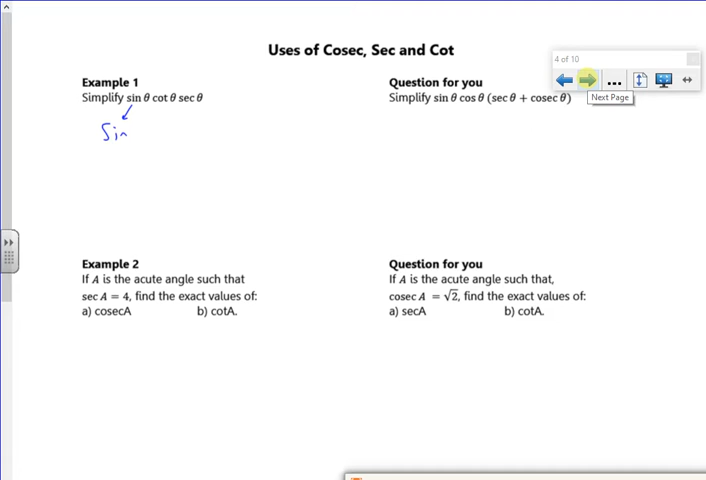 Uses of Cosec, Sec and Cot
Example 1
Simplify sin θ cot θ sec θ
Sin
Question for you
Simplify sin θ cos θ (sec θ + cosec θ)
4 of 10
Next Page
Example 2
If A is the acute angle such that
sec A = 4, find the exact values of:
a) cosecA b) cotA.
Question for you
If A is the acute angle such that,
cosec A = √2, find the exact values of:
a) secA b) cotA.